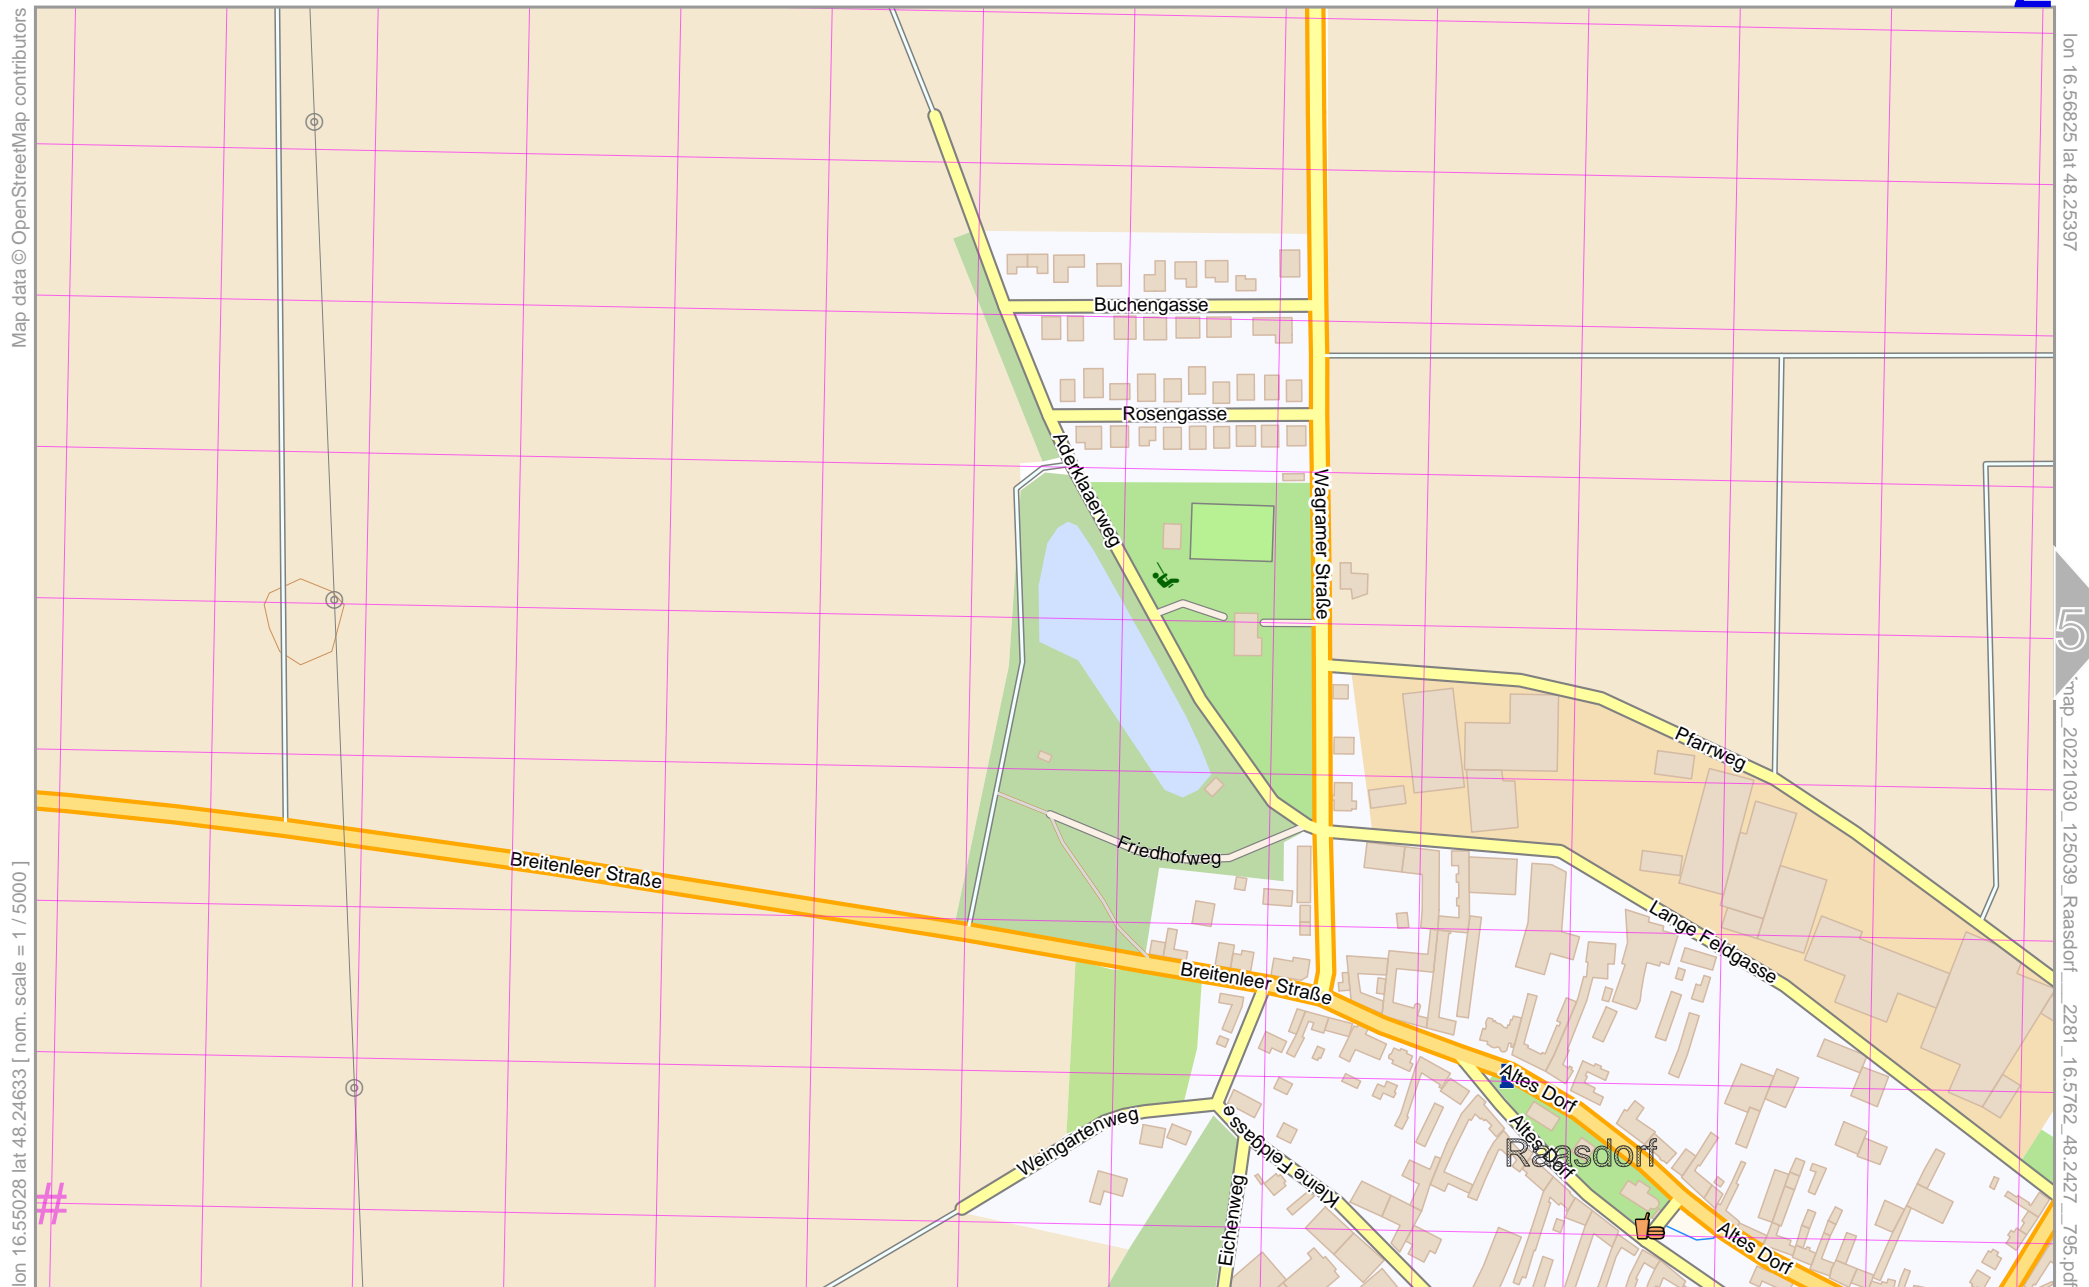 Map data © OpenStreetMap contributors
lon 16.56825 lat 48.25397
Buchengasse
Rosengasse
Aderklaaerweg
Wagramer Straße
5
Pfarrweg
Friedhofweg
Breitenleer Straße
Lange Feldgasse
Breitenleer Straße
Altes Dorf
Altes Dorf
Raasdorf
Weingartenweg
Kleine Feldgasse
Eichenweg
Altes Dorf
#
lon 16.55028 lat 48.24633 [ nom. scale = 1 / 5000 ]
map_20221030_125039_Raasdorf___2281_16.5762_48.2427__795.pdf